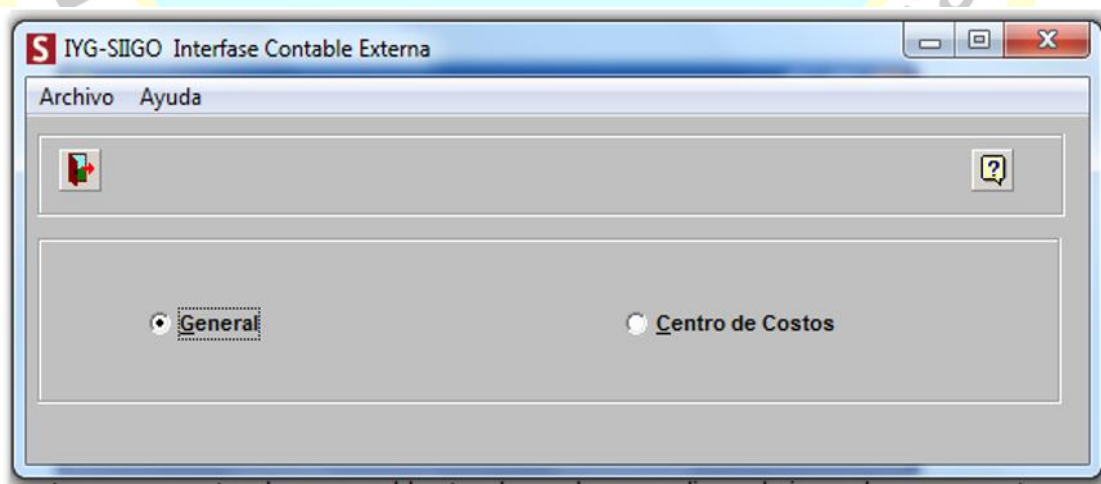 S IYG-SIIGO Interfase Contable Externa
Archivo Ayuda
?
General
Centro de Costos